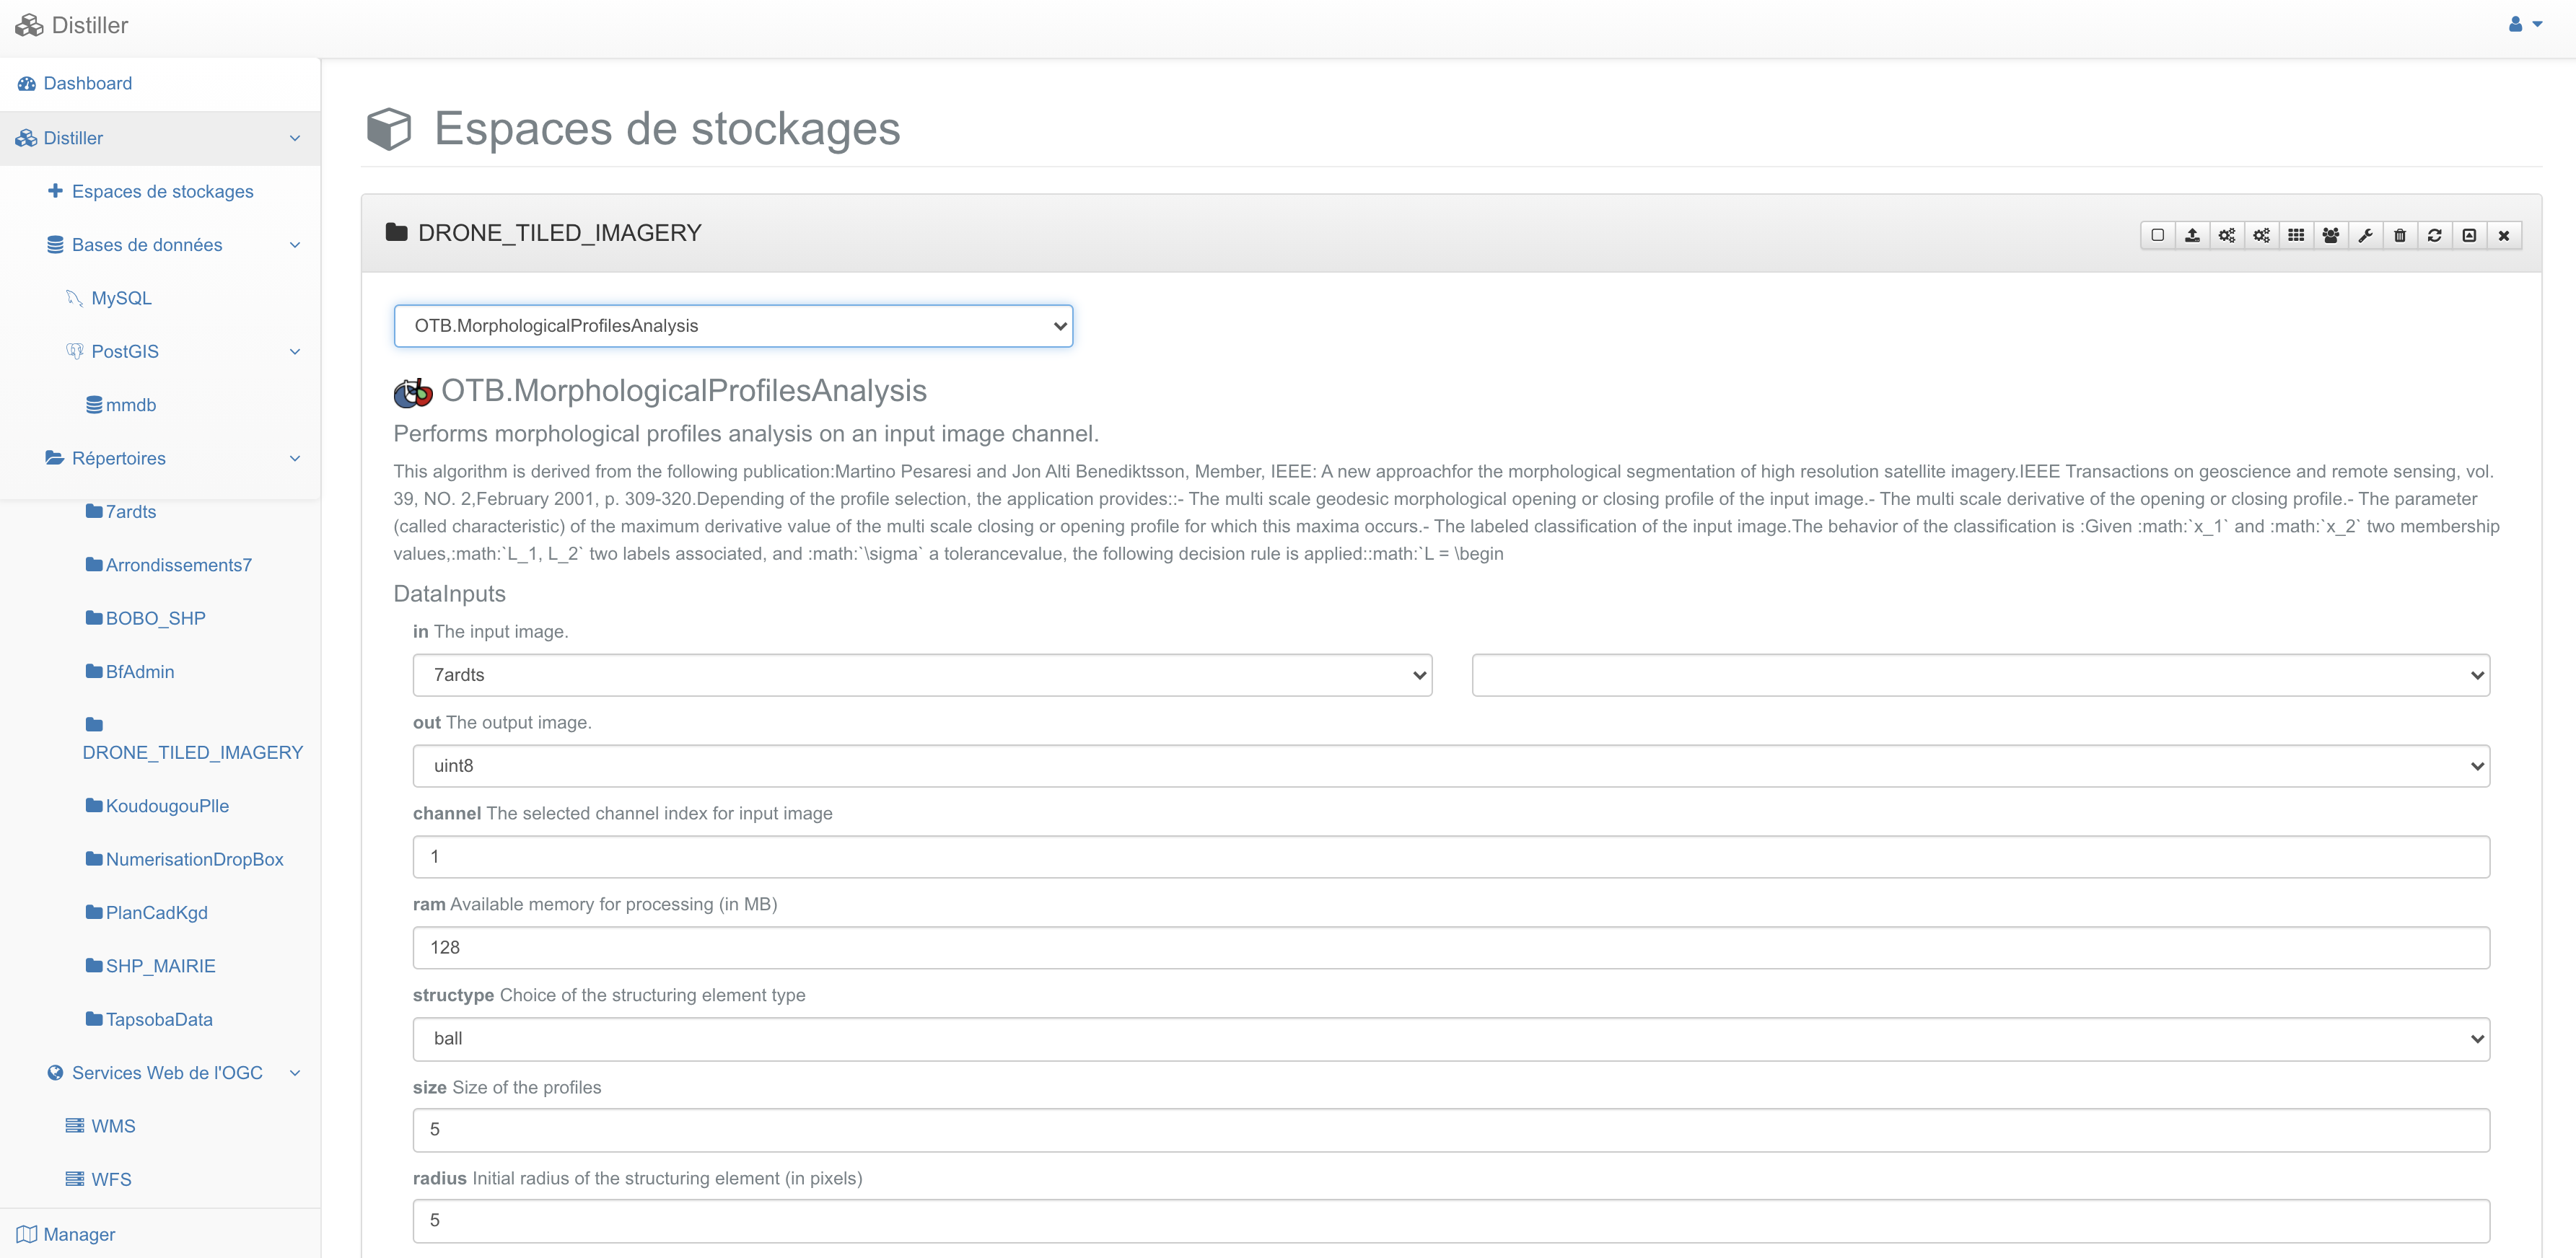 Distiller
Dashboard
Distiller
Espaces de stockages
Bases de données
MySQL
PostGIS
mmdb
Répertoires
7ardts
Arrondissements7
BOBO_SHP
BfAdmin
DRONE_TILED_IMAGERY
KoudougouPlle
NumerisationDropBox
PlanCadKgd
SHP_MAIRIE
TapsobaData
Services Web de l'OGC
WMS
WFS
Manager
Espaces de stockages
DRONE_TILED_IMAGERY
OTB.MorphologicalProfilesAnalysis
OTB.MorphologicalProfilesAnalysis
Performs morphological profiles analysis on an input image channel.
This algorithm is derived from the following publication:Martino Pesaresi and Jon Alti Benediktsson, Member, IEEE: A new approachfor the morphological segmentation of high resolution satellite imagery.IEEE Transactions on geoscience and remote sensing, vol.
39, NO. 2,February 2001, p. 309-320.Depending of the profile selection, the application provides::- The multi scale geodesic morphological opening or closing profile of the input image.- The multi scale derivative of the opening or closing profile.- The parameter
(called characteristic) of the maximum derivative value of the multi scale closing or opening profile for which this maxima occurs.- The labeled classification of the input image.The behavior of the classification is :Given :math:`x_1` and :math:`x_2` two membership
values,:math:`L_1, L_2` two labels associated, and :math:`\sigma` a tolerancevalue, the following decision rule is applied::math:`L = \begin
DataInputs
in The input image.
7ardts
out The output image.
uint8
channel The selected channel index for input image
1
ram Available memory for processing (in MB)
128
structype Choice of the structuring element type
ball
size Size of the profiles
5
radius Initial radius of the structuring element (in pixels)
5